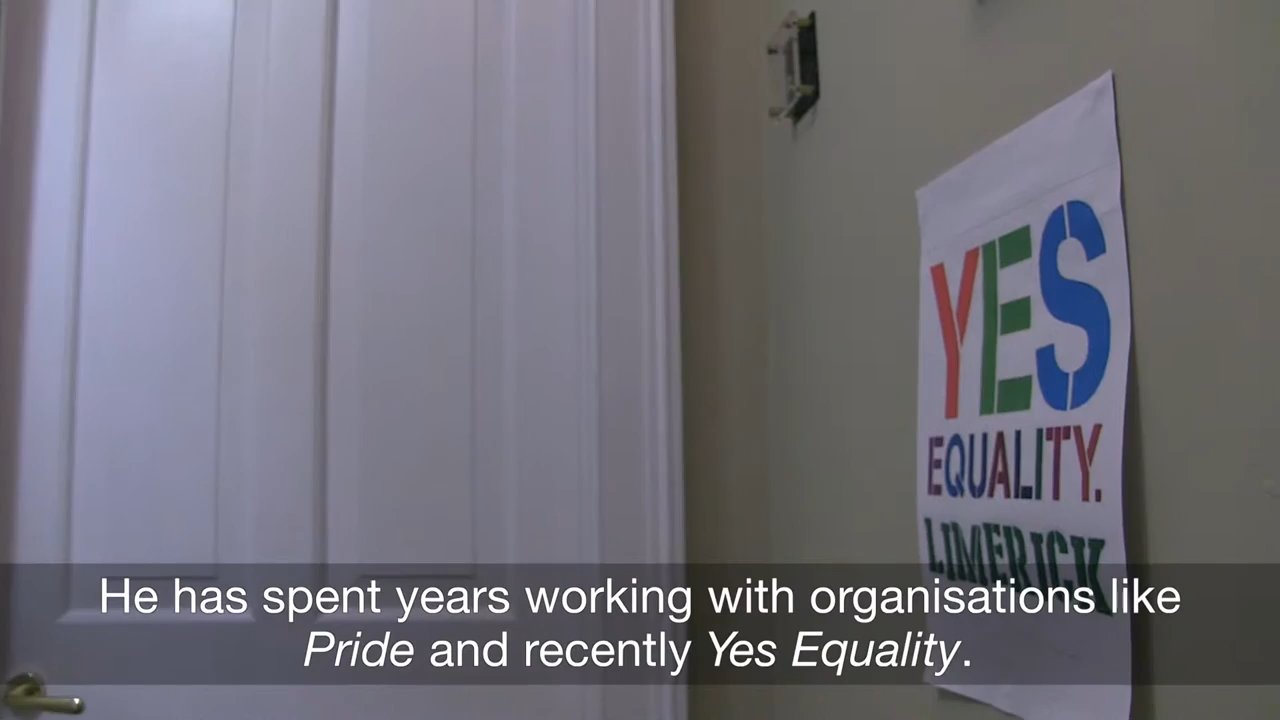 YES
EQUALITY.
LIMERICK
He has spent years working with organisations like
Pride and recently Yes Equality.